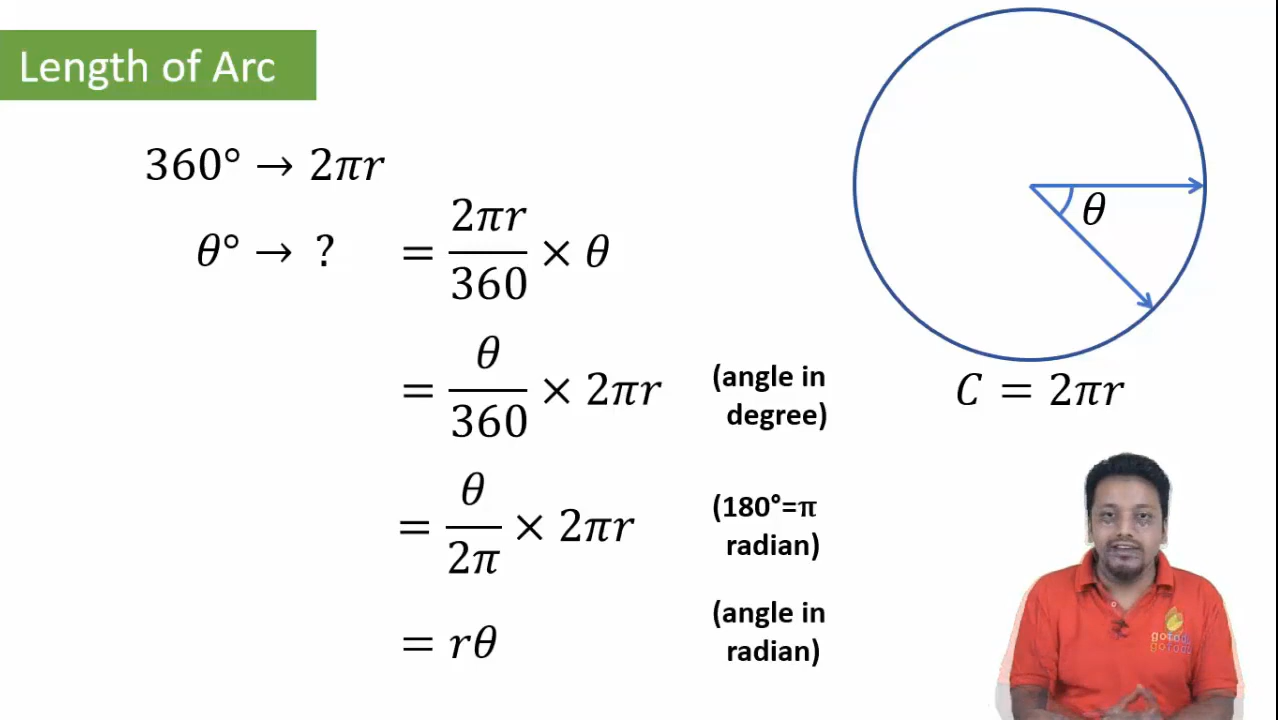 Length of Arc
360° → 2πr
θ° → ? = 2πr/360 × θ
θ
= θ/360 × 2πr
(angle in
degree)
C = 2πr
= θ/2π × 2πr
(180°=π
radian)
= rθ
(angle in
radian)